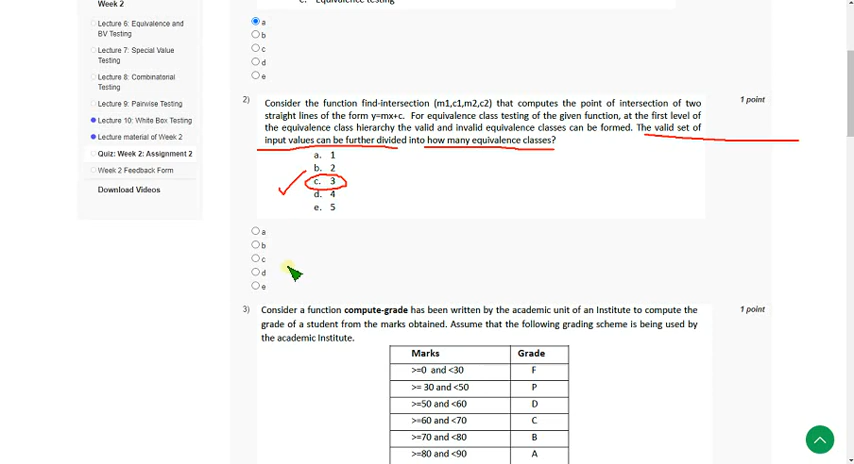 Week 2
Lecture 6: Equivalence and
BV Testing
Lecture 7: Special Value
Testing
Lecture 8: Combinatorial
Testing
Lecture 9: Pairwise Testing
Lecture 10: White Box Testing
Lecture material of Week 2
Quiz: Week 2: Assignment 2
Week 2 Feedback Form
Download Videos
a
b
c
d
e
2) Consider the function find-intersection (m1,c1,m2,c2) that computes the point of intersection of two 1 point
straight lines of the form y=mx+c. For equivalence class testing of the given function, at the first level of
the equivalence class hierarchy the valid and invalid equivalence classes can be formed. The valid set of
input values can be further divided into how many equivalence classes?
a. 1
b. 2
c. 3
d. 4
e. 5
a
b
c
d
e
3) Consider a function compute-grade has been written by the academic unit of an Institute to compute the 1 point
grade of a student from the marks obtained. Assume that the following grading scheme is being used by
the academic Institute.
Marks Grade
>=0 and <30 F
>= 30 and <50 P
>=50 and <60 D
>=60 and <70 C
>=70 and <80 B
>=80 and <90 A